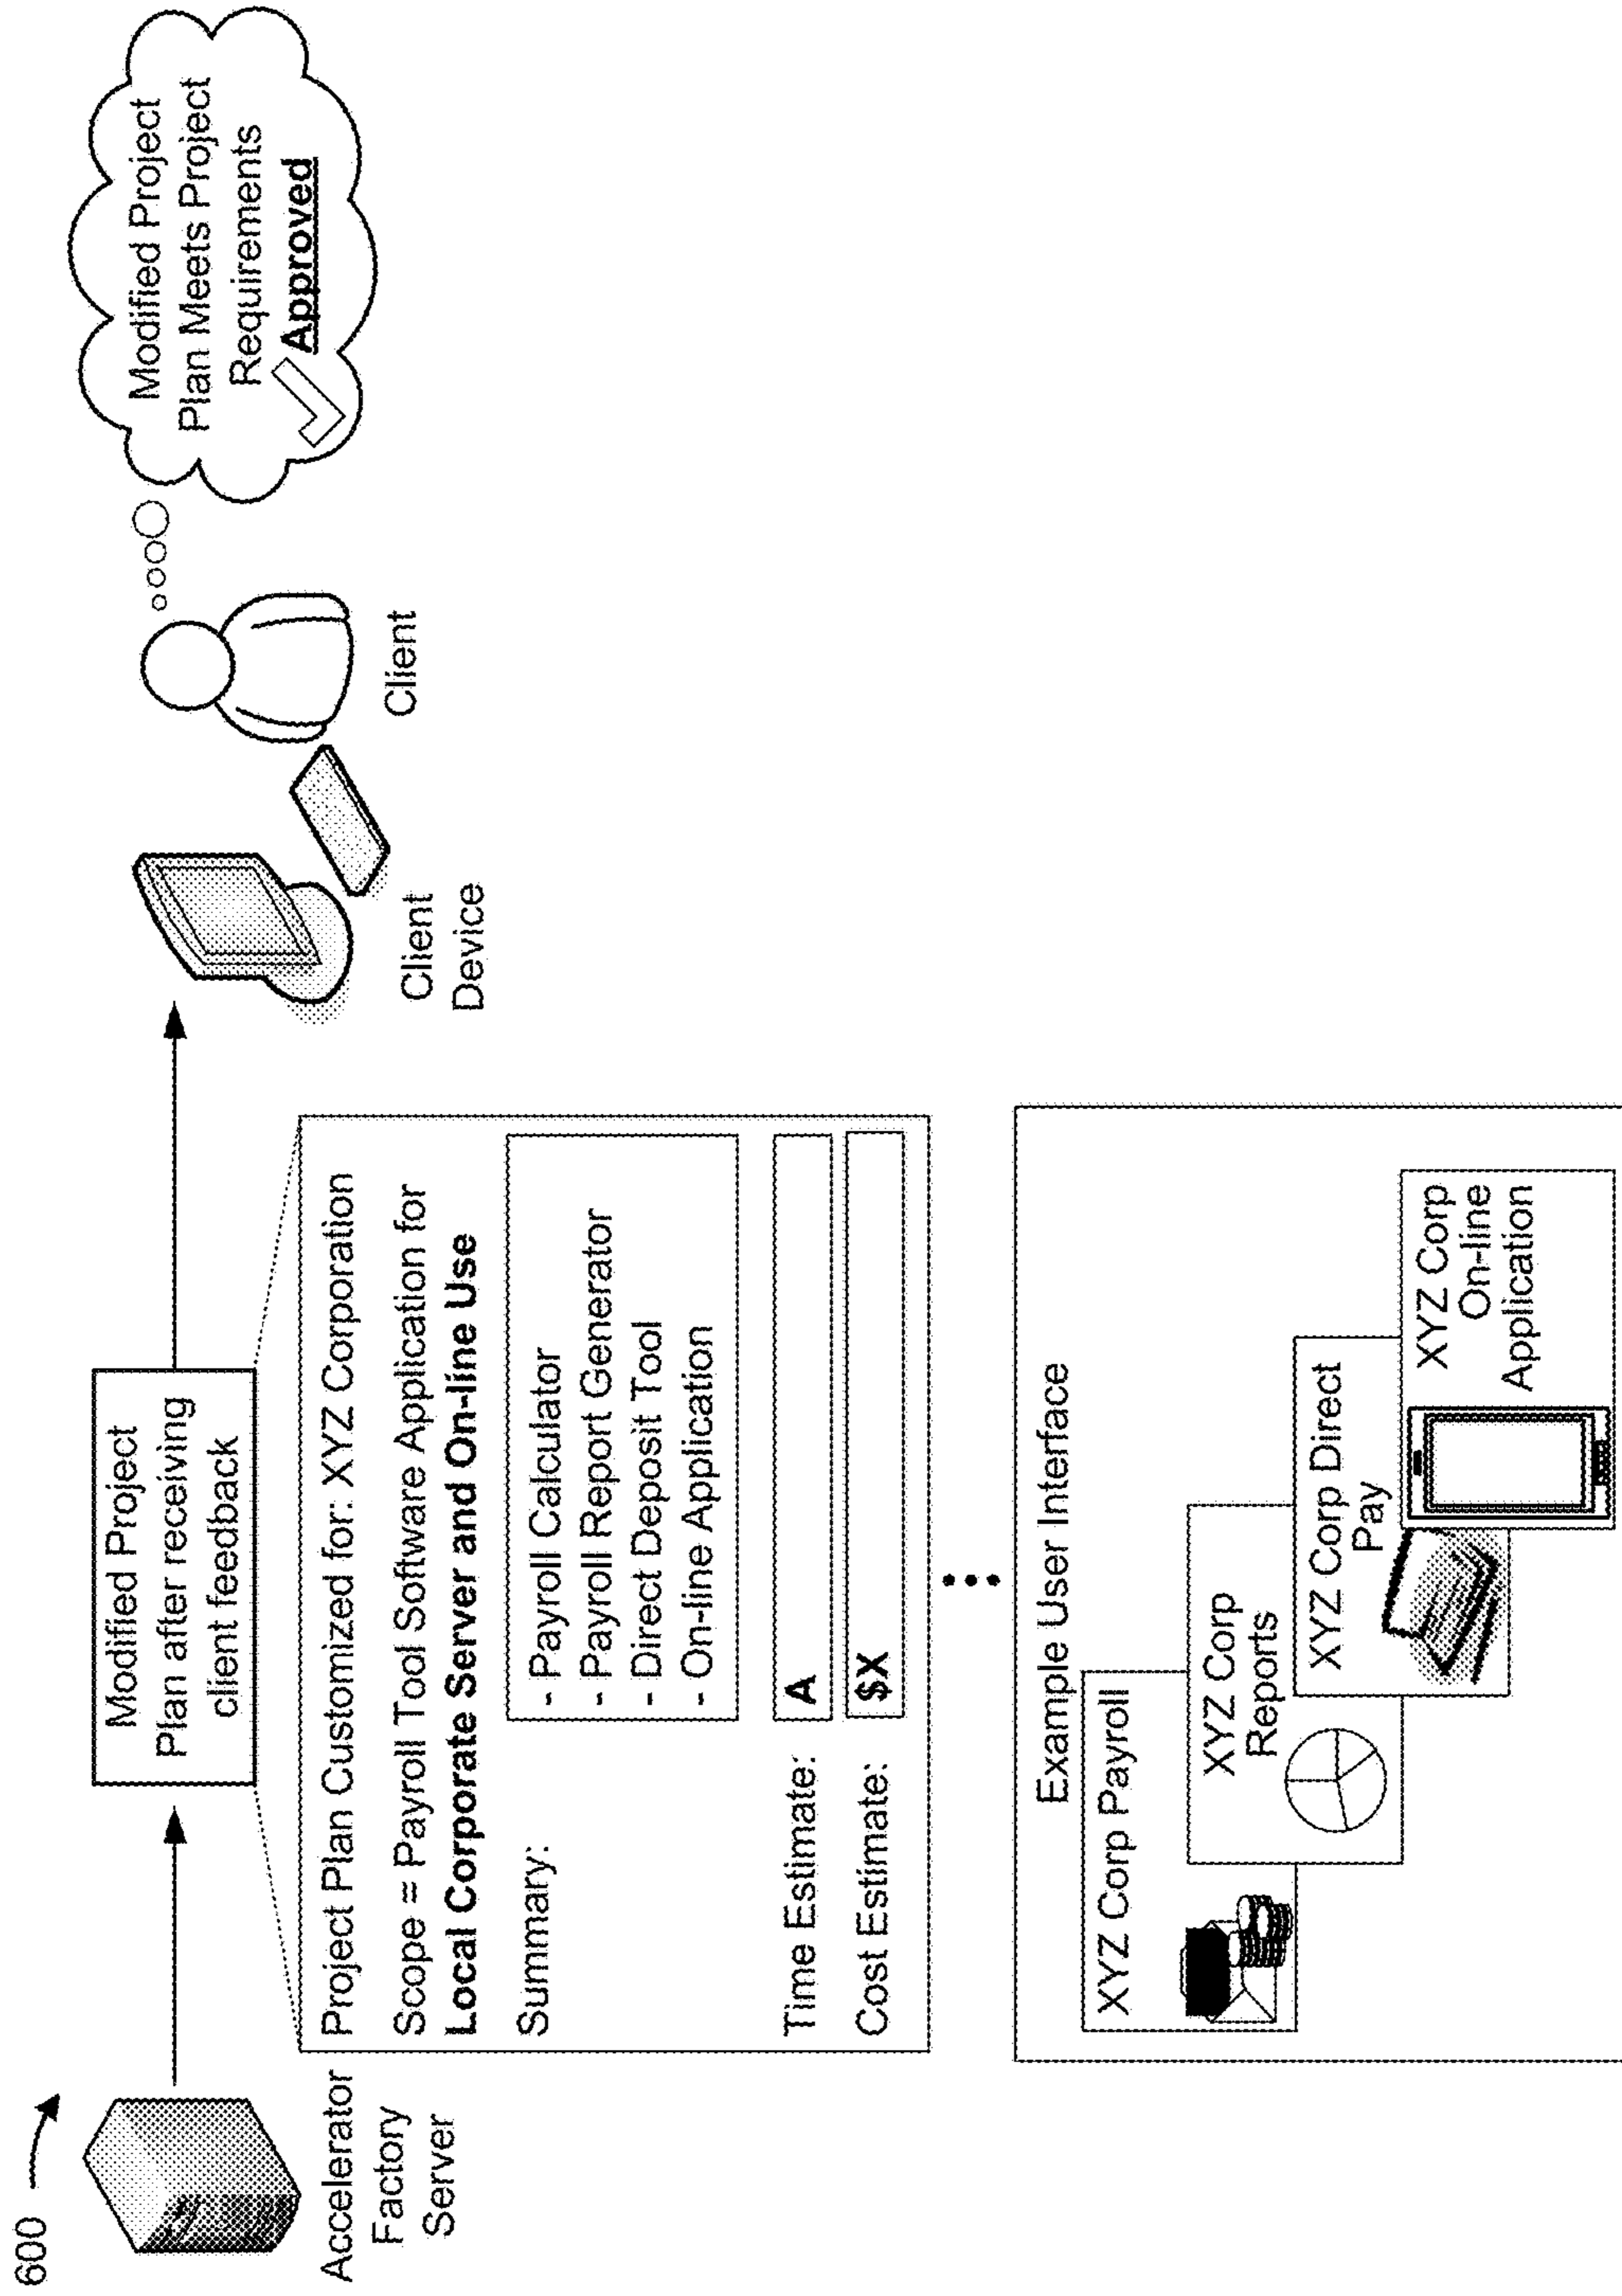 600
Accelerator
Factory
Server
Modified Project
Plan after receiving
client feedback
Client
Device
Client
Modified Project
Plan Meets Project
Requirements
Approved
Project Plan Customized for: XYZ Corporation
Scope = Payroll Tool Software Application for
Local Corporate Server and On-line Use
Summary:
- Payroll Calculator
- Payroll Report Generator
- Direct Deposit Tool
- On-line Application
Time Estimate: A
Cost Estimate: $X
Example User Interface
XYZ Corp Payroll
XYZ Corp
Reports
XYZ Corp Direct
Pay
XYZ Corp
On-line
Application